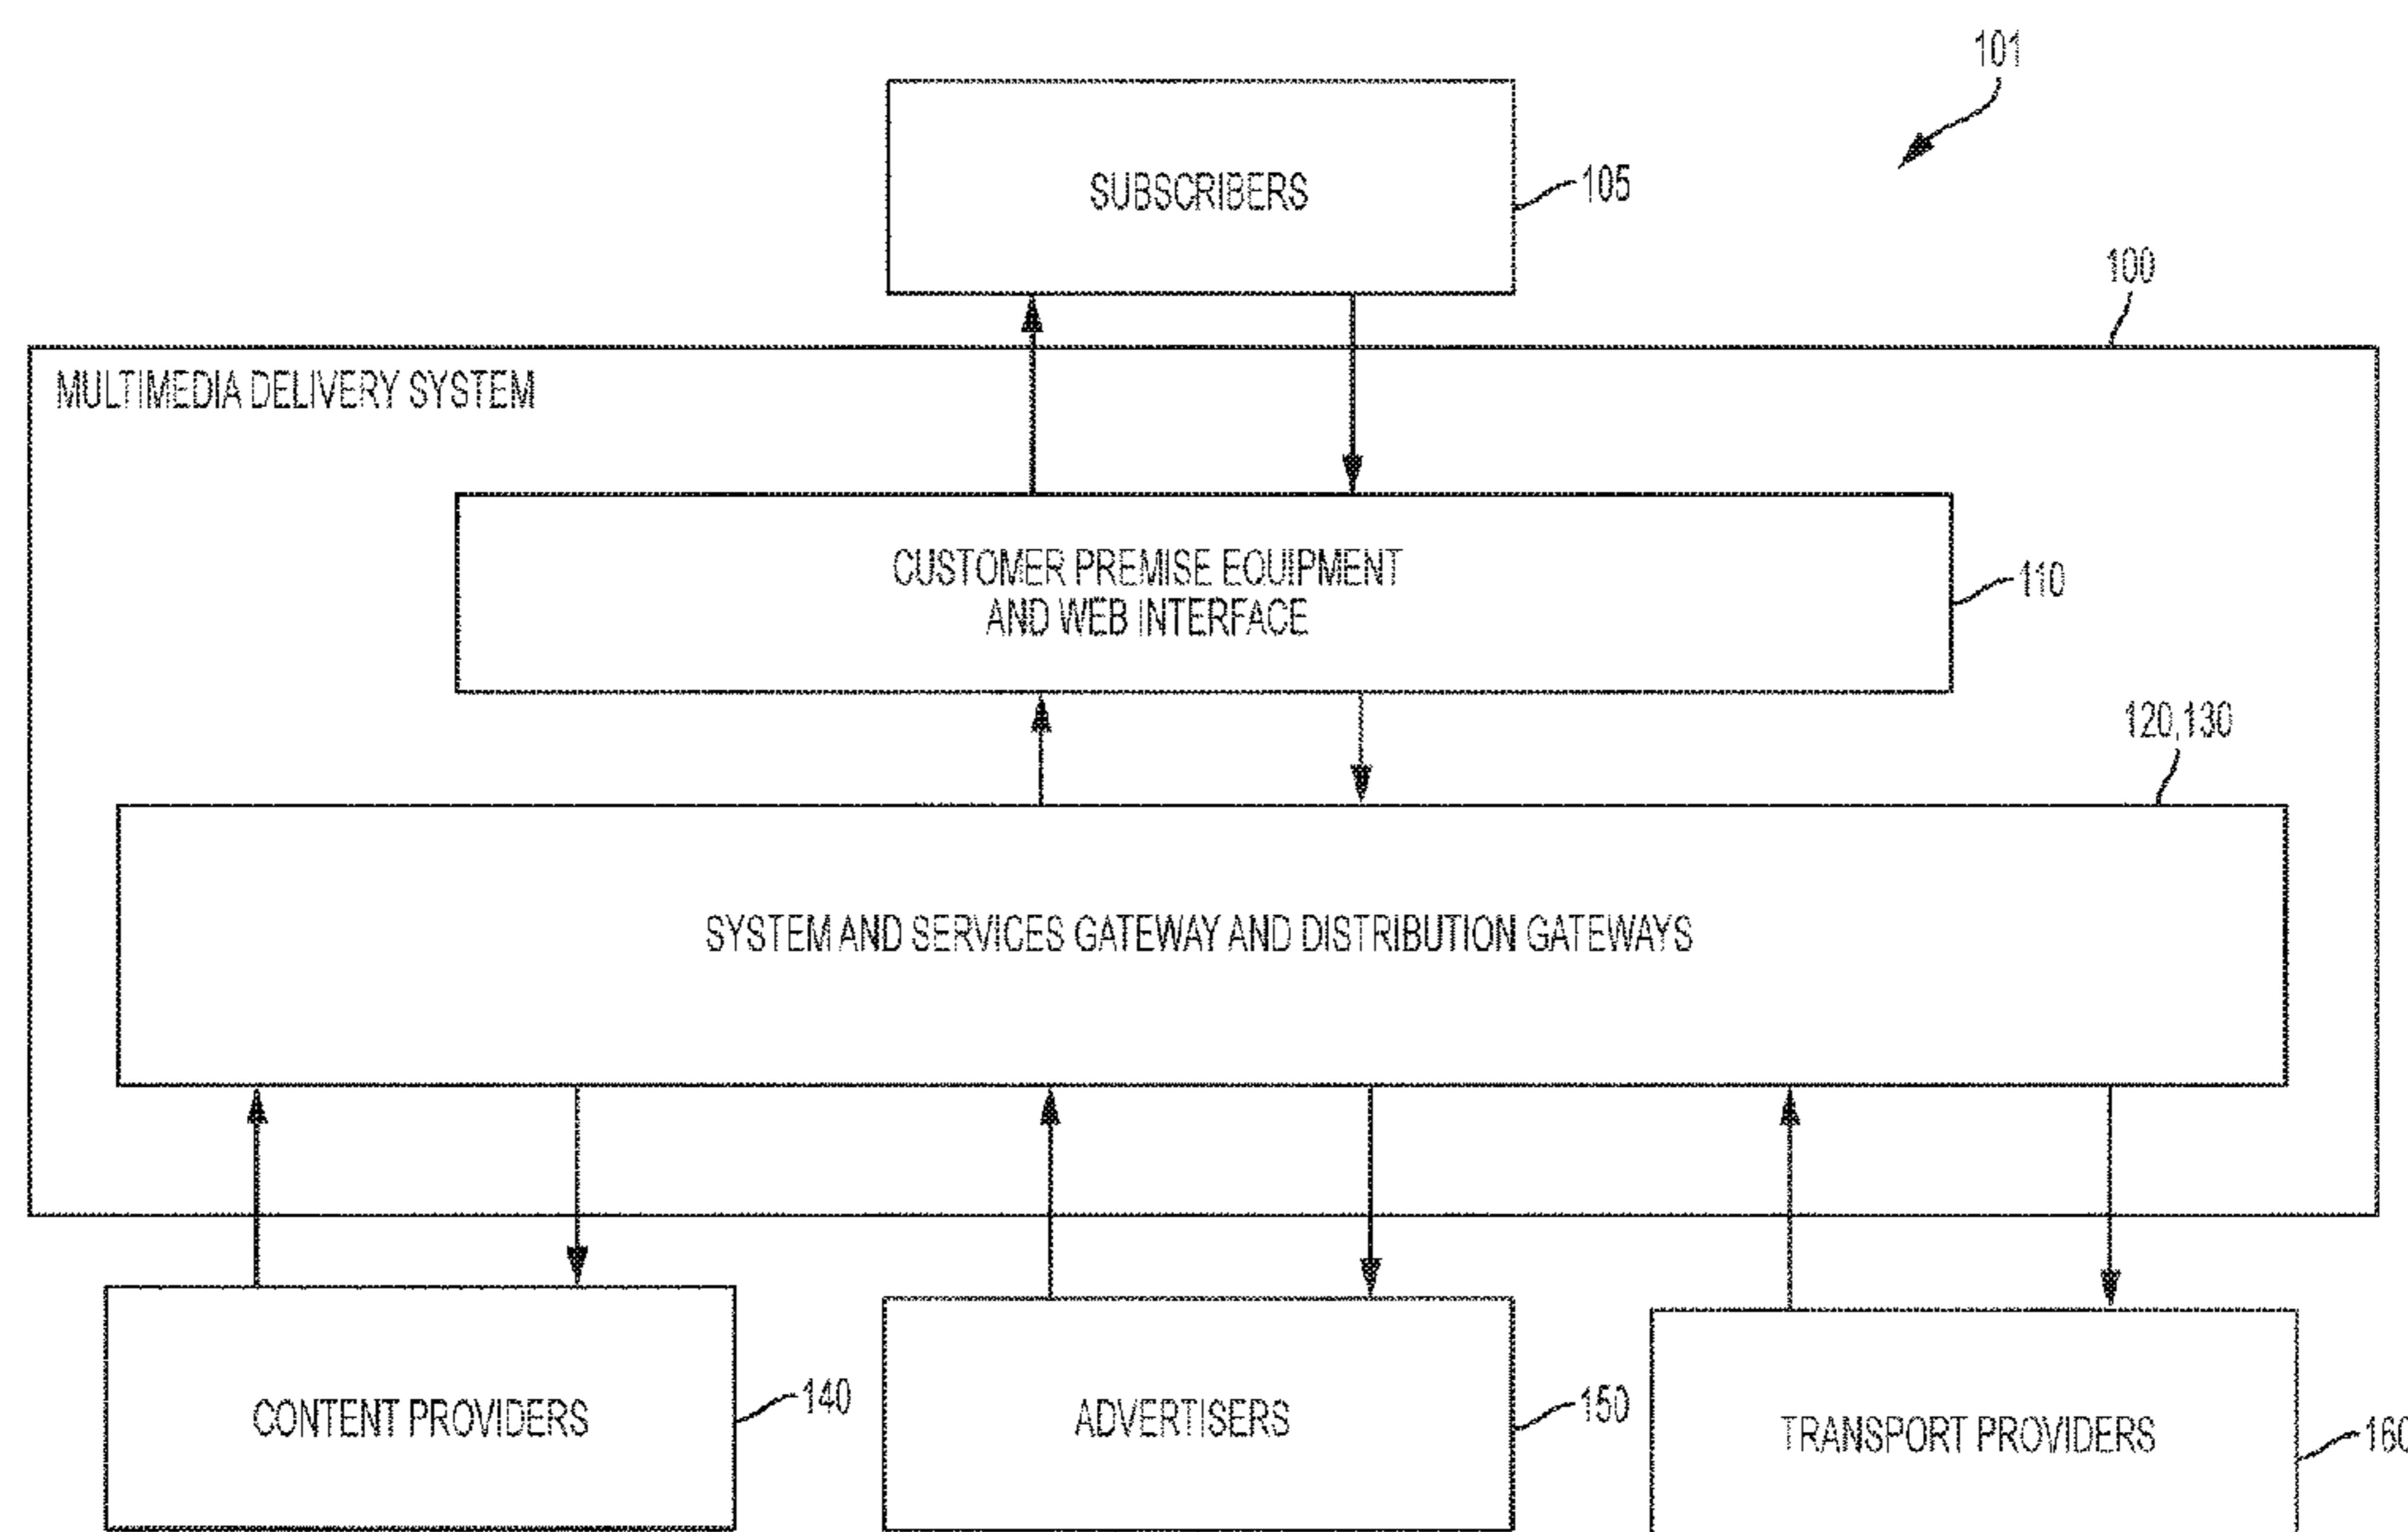 101
SUBSCRIBERS
105
100
MULTIMEDIA DELIVERY SYSTEM
CUSTOMER PREMISE EQUIPMENT
AND WEB INTERFACE
110
120,130
SYSTEM AND SERVICES GATEWAY AND DISTRIBUTION GATEWAYS
CONTENT PROVIDERS
140
ADVERTISERS
150
TRANSPORT PROVIDERS
160